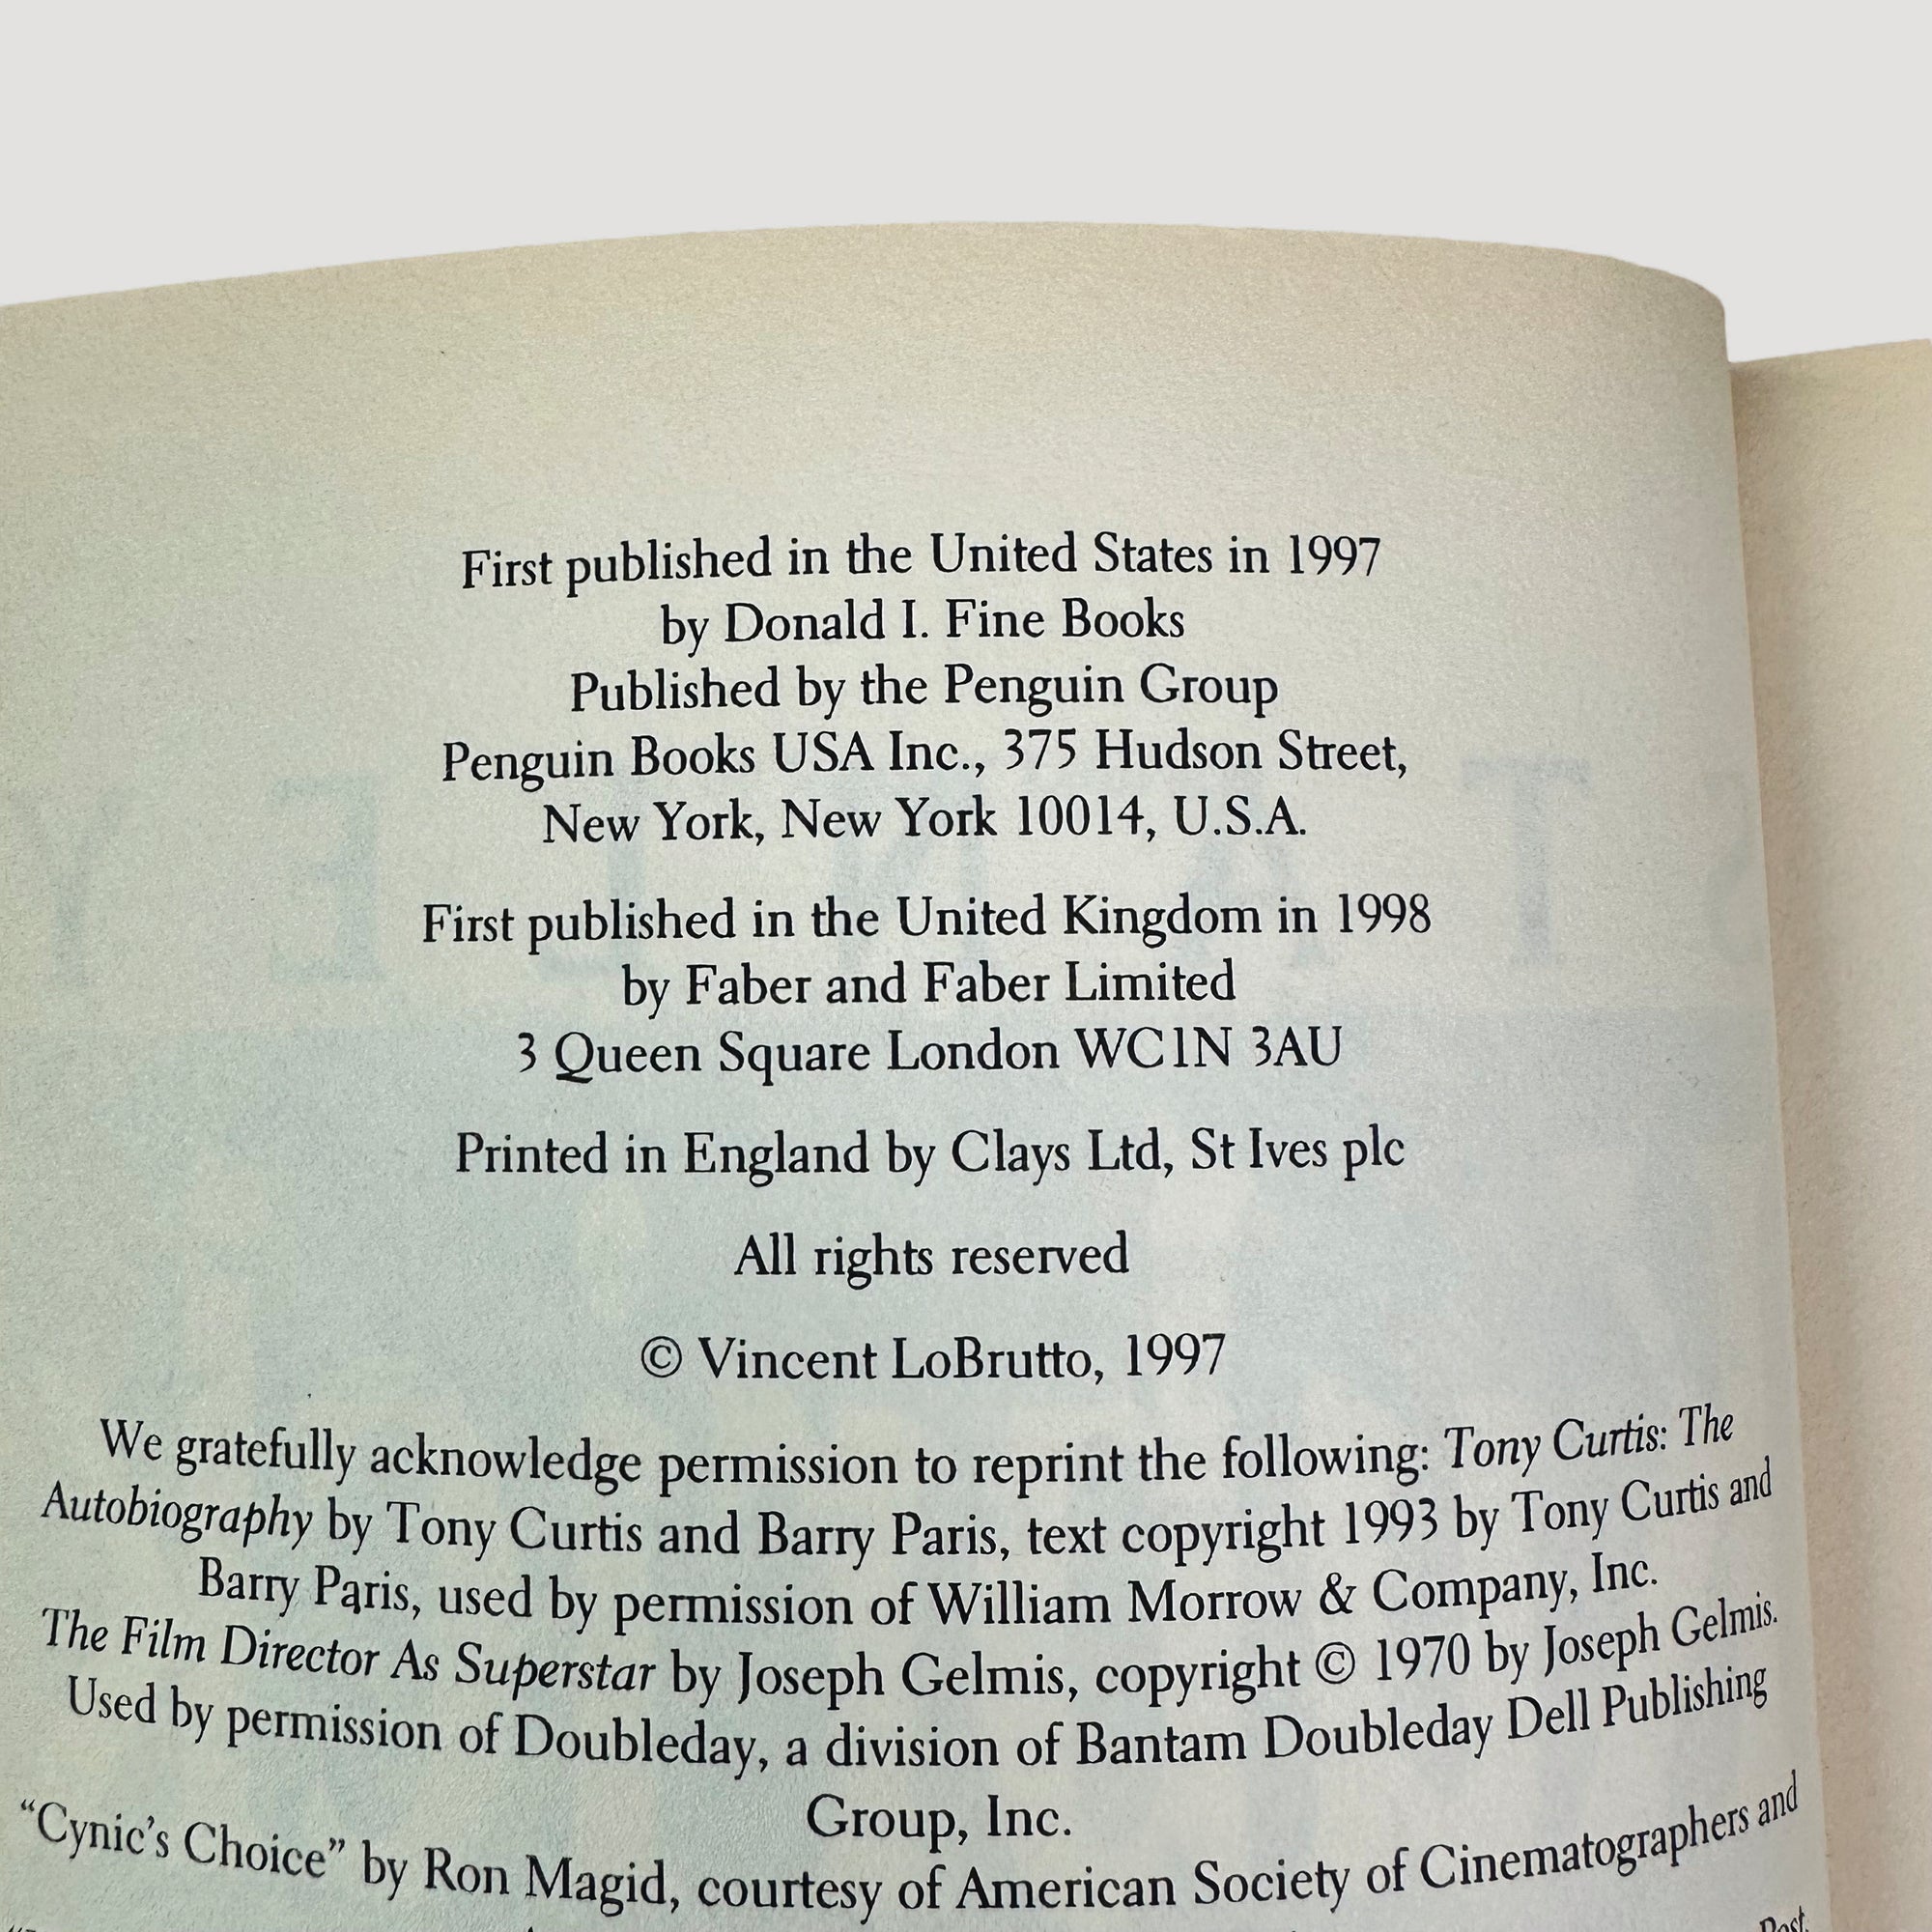 First published in the United States in 1997
by Donald I. Fine Books
Published by the Penguin Group
Penguin Books USA Inc., 375 Hudson Street,
New York, New York 10014, U.S.A.
First published in the United Kingdom in 1998
by Faber and Faber Limited
3 Queen Square London WC1N 3AU
Printed in England by Clays Ltd, St Ives plc
All rights reserved
© Vincent LoBrutto, 1997
We gratefully acknowledge permission to reprint the following: Tony Curtis: The
Autobiography by Tony Curtis and Barry Paris, text copyright 1993 by Tony Curtis and
Barry Paris, used by permission of William Morrow & Company, Inc.
The Film Director As Superstar by Joseph Gelmis, copyright © 1970 by Joseph Gelmis.
Used by permission of Doubleday, a division of Bantam Doubleday Dell Publishing
Group, Inc.
“Cynic’s Choice” by Ron Magid, courtesy of American Society of Cinematographers and
Post.